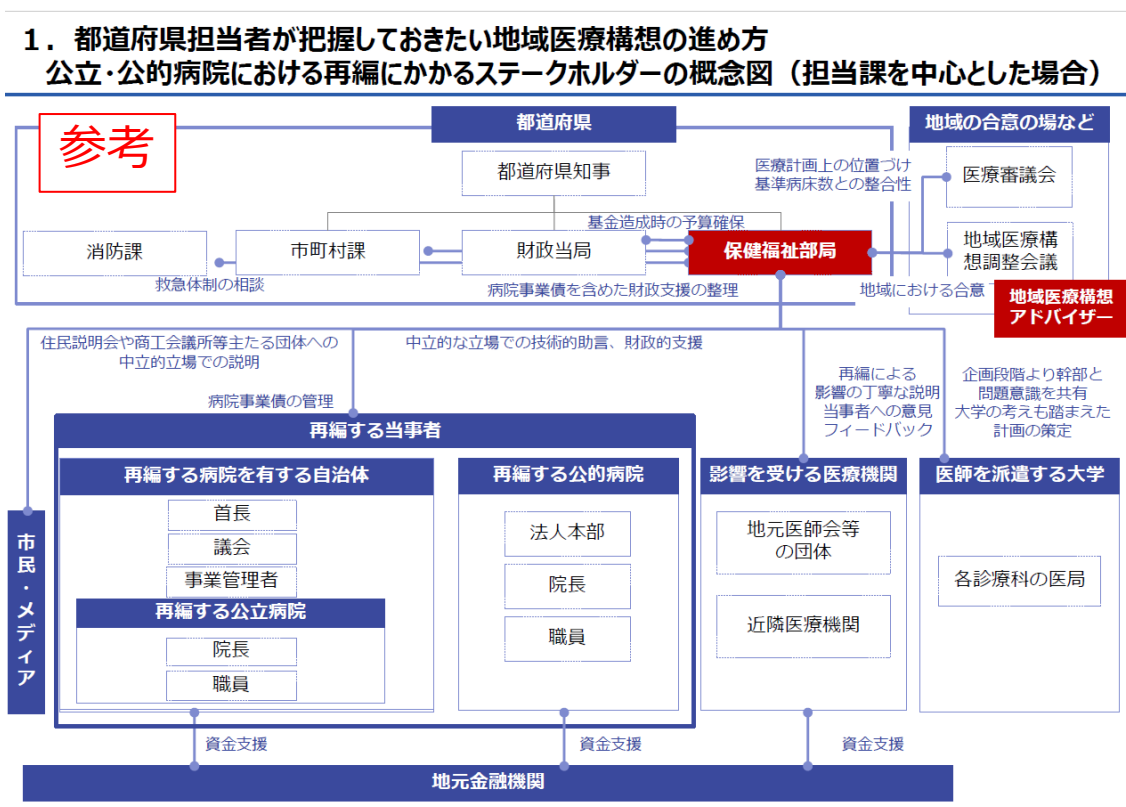 1．都道府県担当者が把握しておきたい地域医療構想の進め方
公立・公的病院における再編にかかるステークホルダーの概念図（担当課を中心とした場合）
参考
都道府県
地域の合意の場など
都道府県知事
医療計画上の位置づけ
基準病床数との整合性
医療審議会
基金造成時の予算確保
消防課
市町村課
財政当局
保健福祉部局
地域医療構
想調整会議
救急体制の相談
病院事業債を含めた財政支援の整理
地域における合意
地域医療構想
アドバイザー
住民説明会や商工会議所等主たる団体への
中立的立場での説明
中立的な立場での技術的助言、財政的支援
再編による
影響の丁寧な説明
当事者への意見
フィードバック
企画段階より幹部と
問題意識を共有
大学の考えも踏まえた
計画の策定
病院事業債の管理
再編する当事者
再編する病院を有する自治体
再編する公的病院
影響を受ける医療機関
医師を派遣する大学
首長
議会
事業管理者
再編する公立病院
院長
職員
法人本部
院長
職員
地元医師会等
の団体
近隣医療機関
各診療科の医局
市民・メディア
資金支援
資金支援
資金支援
地元金融機関